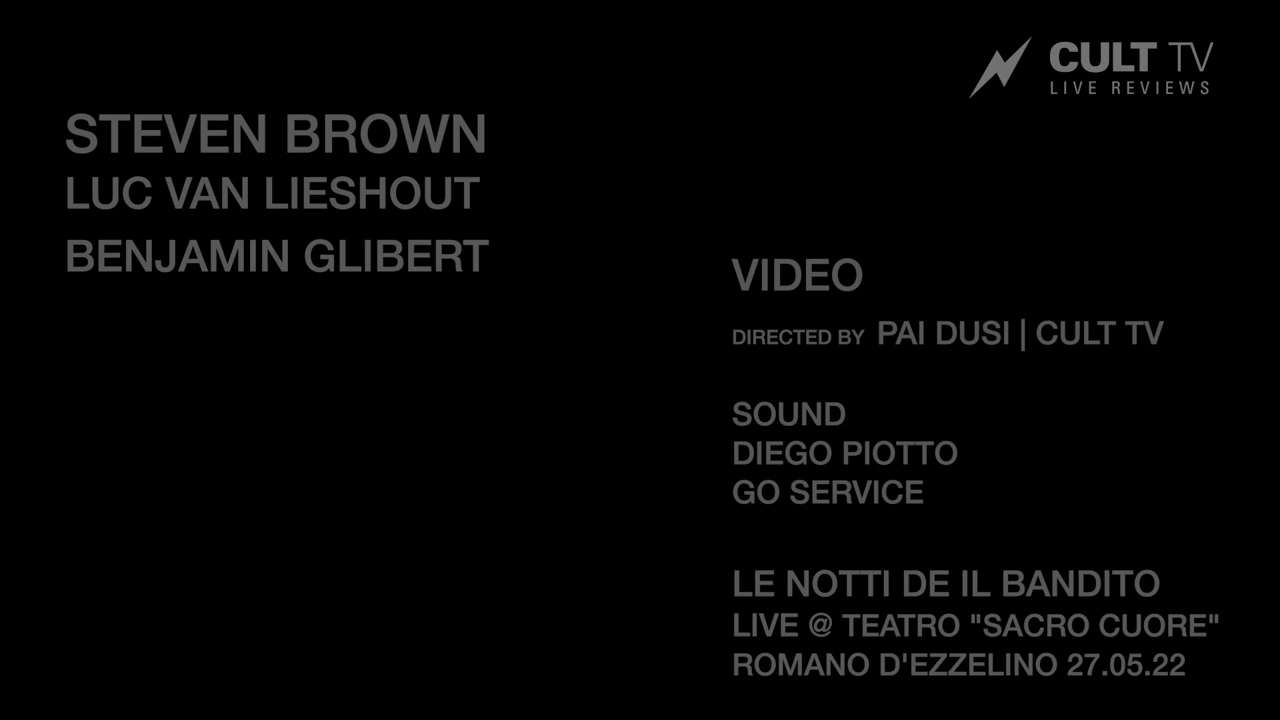 CULT TV
LIVE REVIEWS
STEVEN BROWN
LUC VAN LIESHOUT
BENJAMIN GLIBERT
VIDEO
DIRECTED BY PAI DUSI | CULT TV
SOUND
DIEGO PIOTTO
GO SERVICE
LE NOTTI DE IL BANDITO
LIVE @ TEATRO "SACRO CUORE"
ROMANO D'EZZELINO 27.05.22